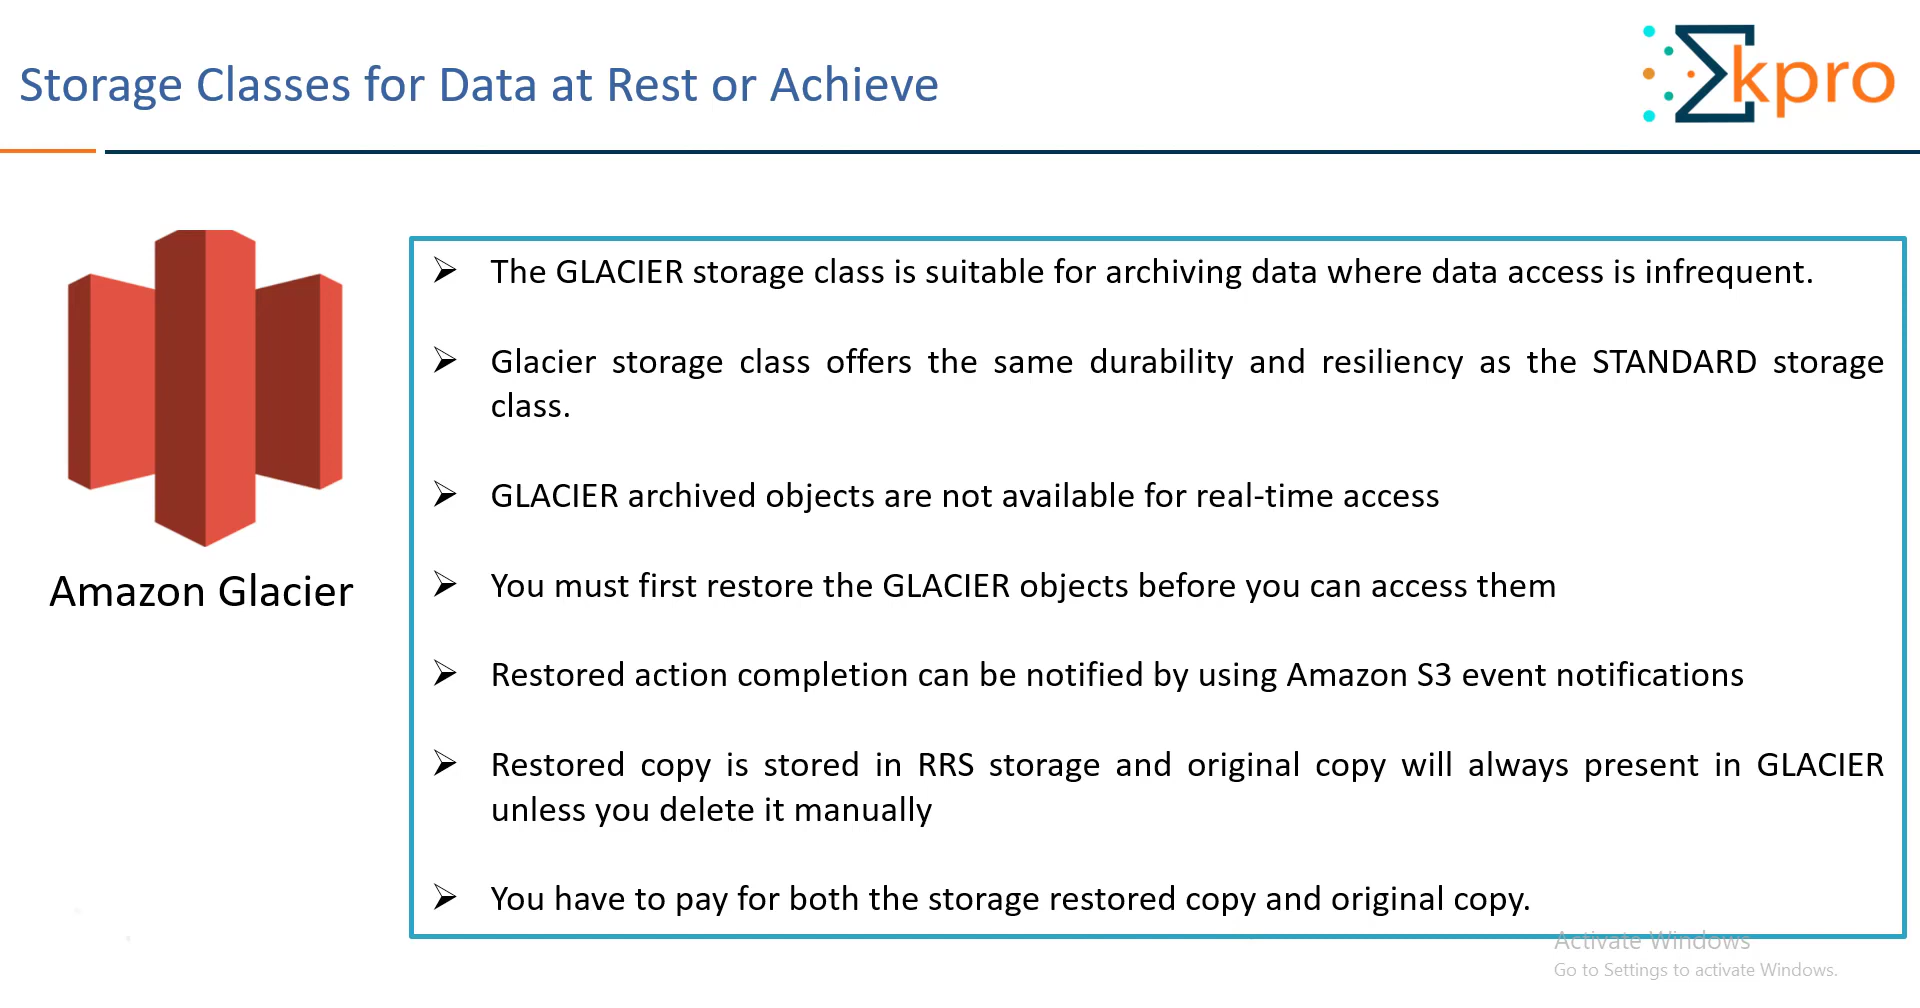 Storage Classes for Data at Rest or Achieve
kpro
Amazon Glacier
➢ The GLACIER storage class is suitable for archiving data where data access is infrequent.
➢ Glacier storage class offers the same durability and resiliency as the STANDARD storage
class.
➢ GLACIER archived objects are not available for real-time access
➢ You must first restore the GLACIER objects before you can access them
➢ Restored action completion can be notified by using Amazon S3 event notifications
➢ Restored copy is stored in RRS storage and original copy will always present in GLACIER
unless you delete it manually
➢ You have to pay for both the storage restored copy and original copy.
Activate Windows
Go to Settings to activate Windows.